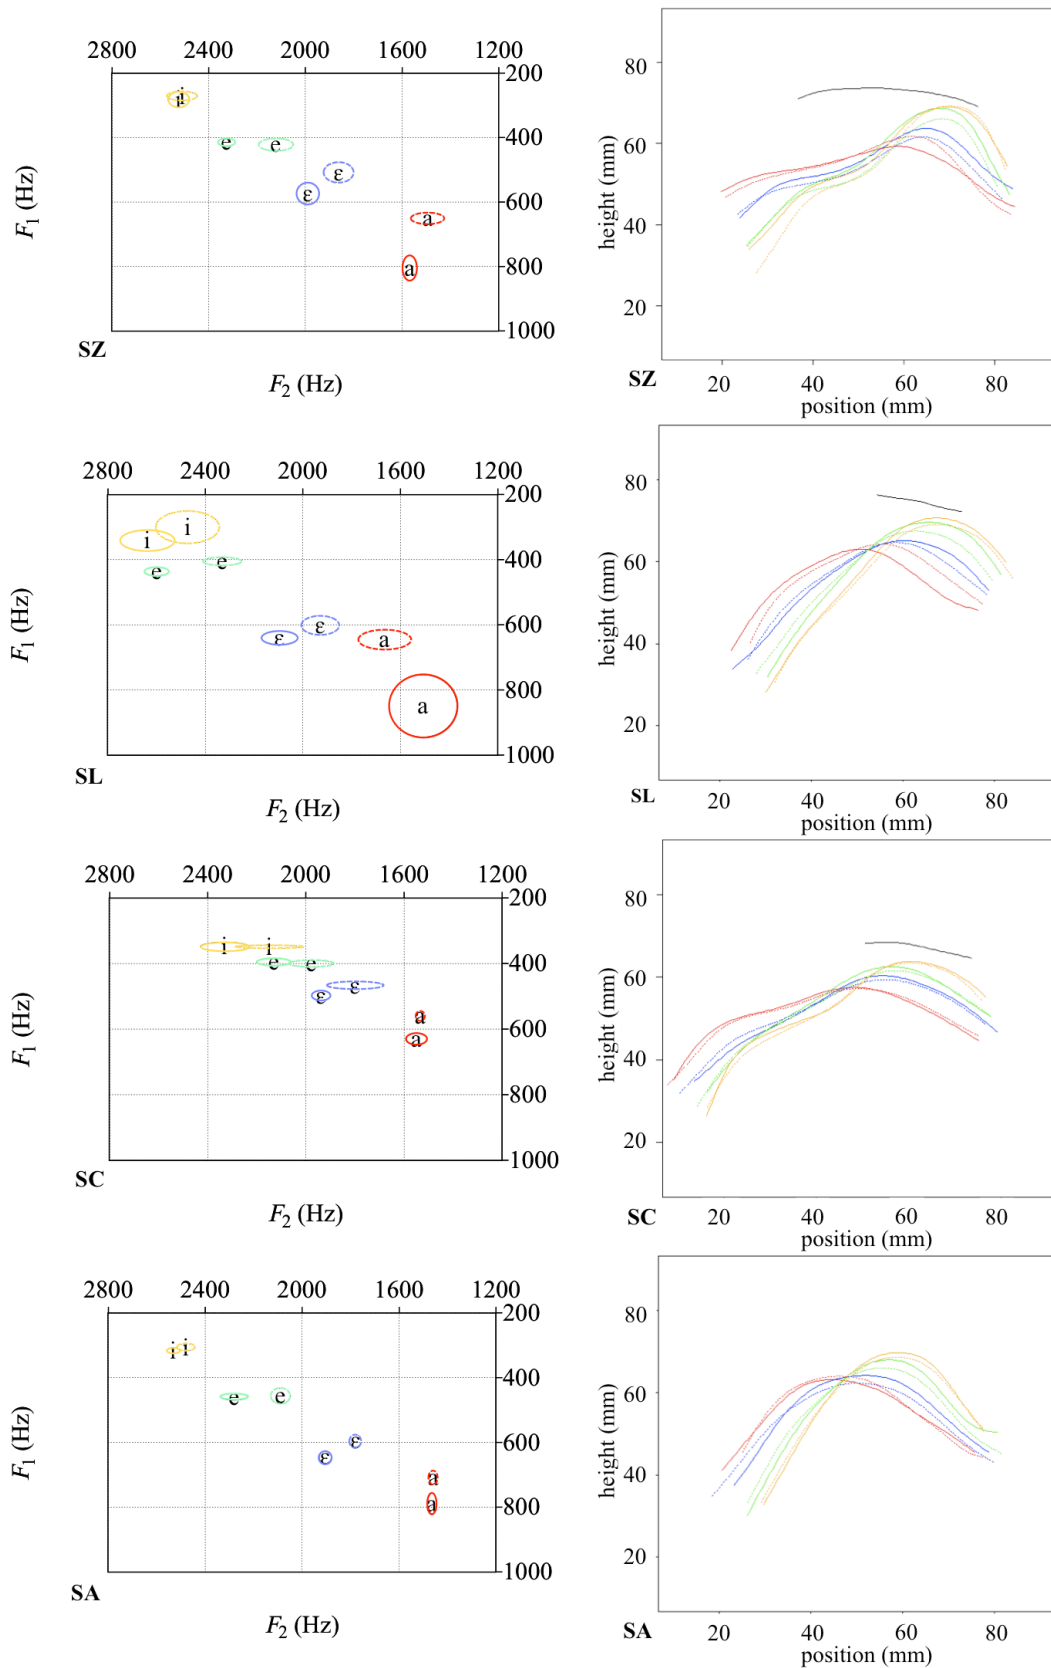 2800 2400 2000 1600 1200
200
i
i
e
e
ε
ε
a
a
400
600
800
1000
F1 (Hz)
SZ
F2 (Hz)
80
60
40
20
height (mm)
SZ
20 40 60 80
position (mm)
2800 2400 2000 1600 1200
200
i
i
e
e
ε
ε
a
a
400
600
800
1000
F1 (Hz)
SL
F2 (Hz)
80
60
40
20
height (mm)
SL
20 40 60 80
position (mm)
2800 2400 2000 1600 1200
200
i
i
e
e
ε
ε
a
a
400
600
800
1000
F1 (Hz)
SC
F2 (Hz)
80
60
40
20
height (mm)
SC
20 40 60 80
position (mm)
2800 2400 2000 1600 1200
200
i
i
e
e
ε
ε
a
a
400
600
800
1000
F1 (Hz)
SA
F2 (Hz)
80
60
40
20
height (mm)
SA
20 40 60 80
position (mm)